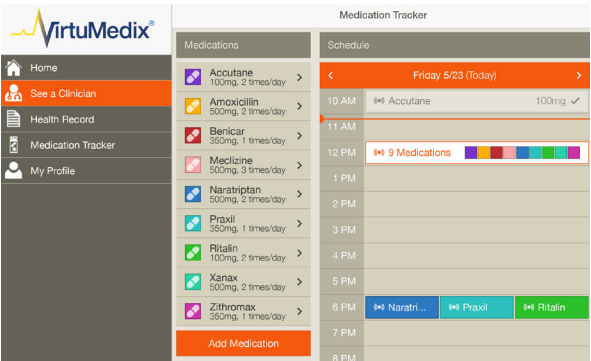 VirtuMedix®
Home
See a Clinician
Health Record
Medication Tracker
My Profile
Medication Tracker
Medications
Accutane
100mg, 2 times/day
Amoxicillin
500mg, 2 times/day
Benicar
350mg, 1 times/day
Meclizine
500mg, 3 times/day
Naratriptan
500mg, 2 times/day
Praxil
350mg, 1 times/day
Ritalin
100mg, 2 times/day
Xanax
500mg, 2 times/day
Zithromax
350mg, 1 times/day
Add Medication
Schedule
Friday 5/23 (Today)
10 AM Accutane 100mg
11 AM
12 PM 9 Medications
1 PM
2 PM
3 PM
4 PM
5 PM
6 PM Naratri... Praxil Ritalin
7 PM
8 PM